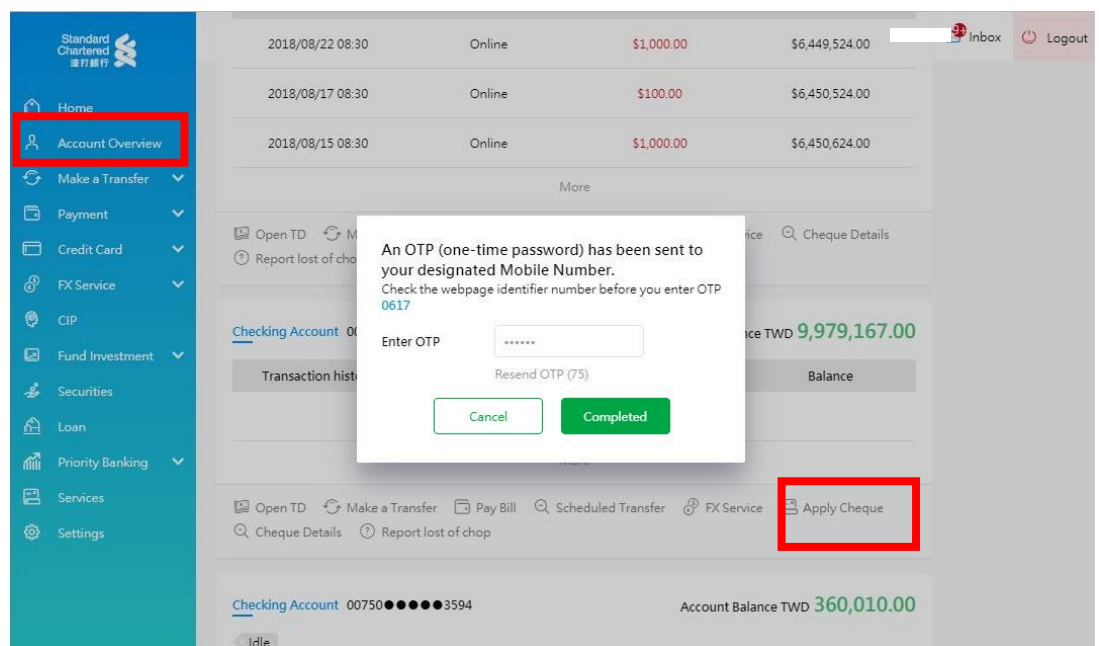 Standard
Chartered
渣打銀行
Home
Account Overview
Make a Transfer
Payment
Credit Card
FX Service
CIP
Fund Investment
Securities
Loan
Priority Banking
Services
Settings
9+ Inbox Logout
2018/08/22 08:30 Online $1,000.00 $6,449,524.00
2018/08/17 08:30 Online $100.00 $6,450,524.00
2018/08/15 08:30 Online $1,000.00 $6,450,624.00
More
Open TD M vice Cheque Details
Report lost of cho
An OTP (one-time password) has been sent to
your designated Mobile Number.
Check the webpage identifier number before you enter OTP
0617
Enter OTP ••••••
Resend OTP (75)
Cancel Completed
Checking Account 00 nce TWD 9,979,167.00
Transaction hist Balance
Open TD Make a Transfer Pay Bill Scheduled Transfer FX Service Apply Cheque
Cheque Details Report lost of chop
Checking Account 00750●●●●●3594 Account Balance TWD 360,010.00
Idle